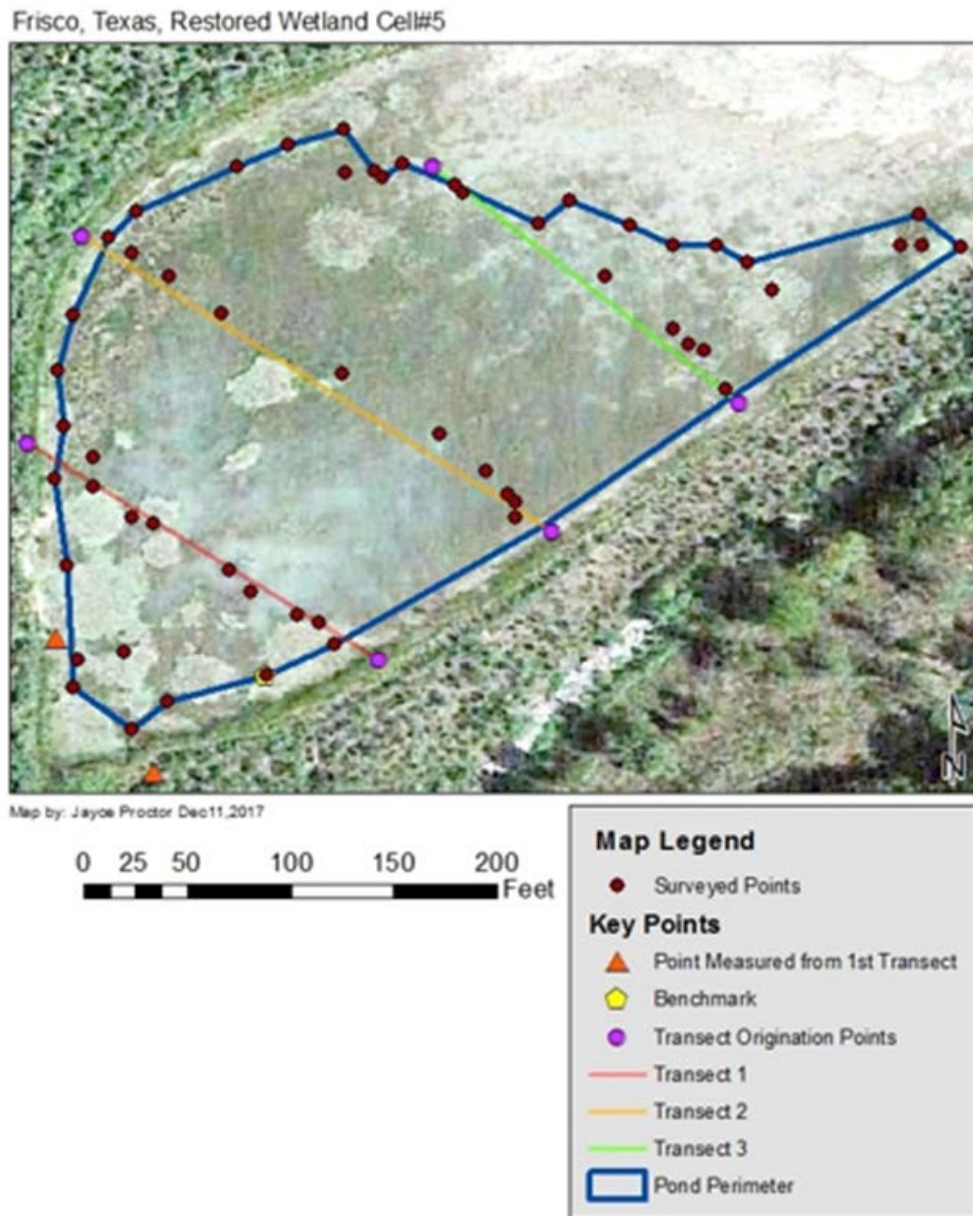 Frisco, Texas, Restored Wetland Cell#5
N
Map by: Jayce Proctor Dec11,2017
0 25 50 100 150 200
Feet
Map Legend
Surveyed Points
Key Points
Point Measured from 1st Transect
Benchmark
Transect Origination Points
Transect 1
Transect 2
Transect 3
Pond Perimeter